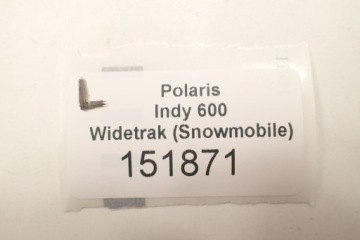 L
Polaris
Indy 600
Widetrak (Snowmobile)
151871